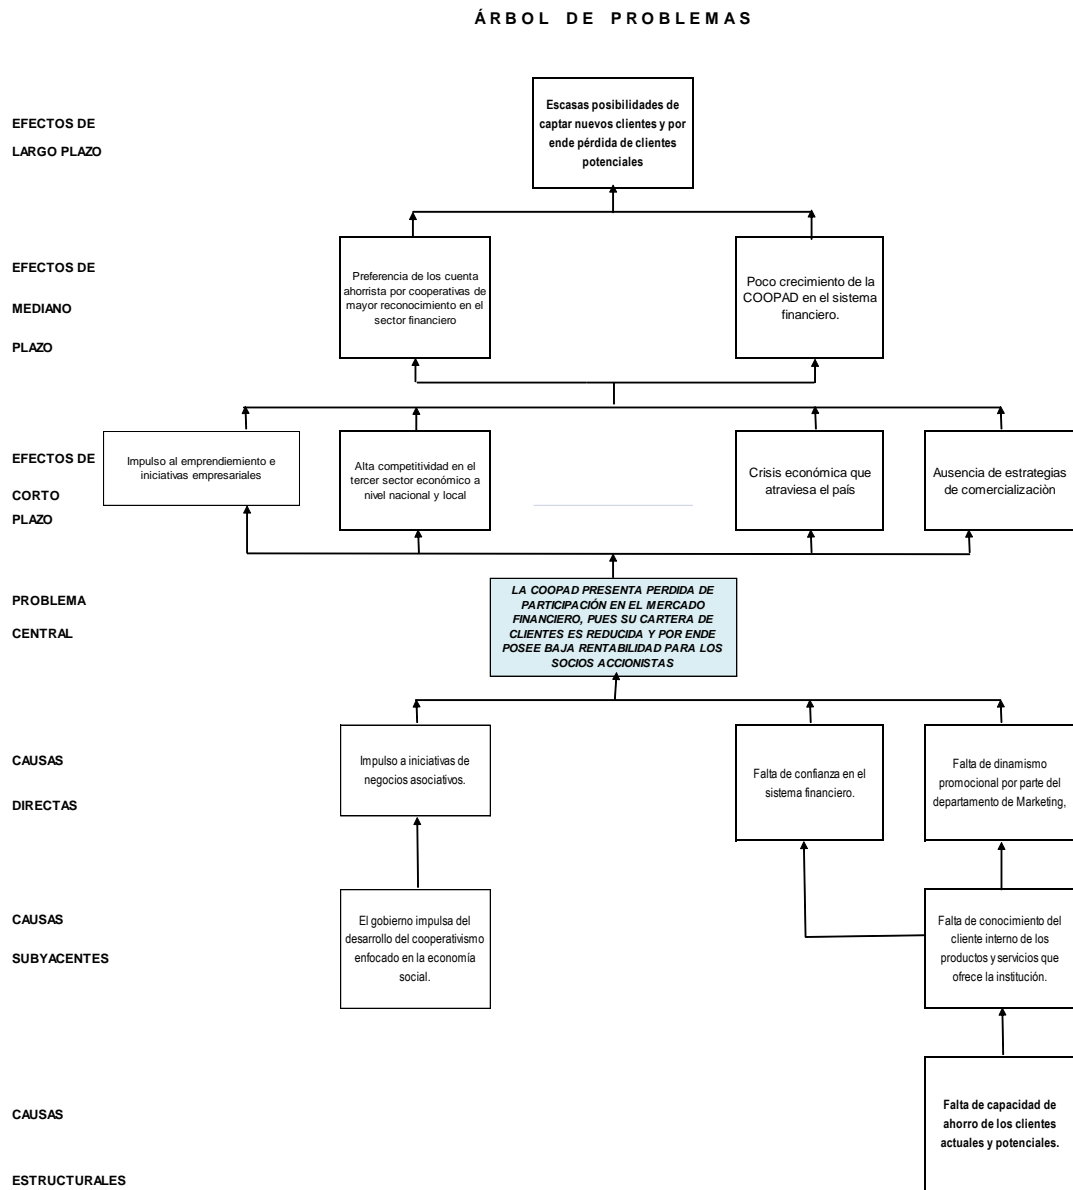 ÁRBOL DE PROBLEMAS
EFECTOS DE
LARGO PLAZO
Escasas posibilidades de
captar nuevos clientes y por
ende pérdida de clientes
potenciales
EFECTOS DE
MEDIANO
PLAZO
Preferencia de los cuenta
ahorrista por cooperativas de
mayor reconocimiento en el
sector financiero
Poco crecimiento de la
COOPAD en el sistema
financiero.
EFECTOS DE
CORTO
PLAZO
Impulso al emprendiemiento e
iniciativas empresariales
Alta competitividad en el
tercer sector económico a
nivel nacional y local
Crisis económica que
atraviesa el país
Ausencia de estrategias
de comercializaciòn
PROBLEMA
CENTRAL
LA COOPAD PRESENTA PERDIDA DE
PARTICIPACIÓN EN EL MERCADO
FINANCIERO, PUES SU CARTERA DE
CLIENTES ES REDUCIDA Y POR ENDE
POSEE BAJA RENTABILIDAD PARA LOS
SOCIOS ACCIONISTAS
CAUSAS
DIRECTAS
Impulso a iniciativas de
negocios asociativos.
Falta de confianza en el
sistema financiero.
Falta de dinamismo
promocional por parte del
departamento de Marketing,
CAUSAS
SUBYACENTES
El gobierno impulsa del
desarrollo del cooperativismo
enfocado en la economía
social.
Falta de conocimiento del
cliente interno de los
productos y servicios que
ofrece la institución.
CAUSAS
ESTRUCTURALES
Falta de capacidad de
ahorro de los clientes
actuales y potenciales.